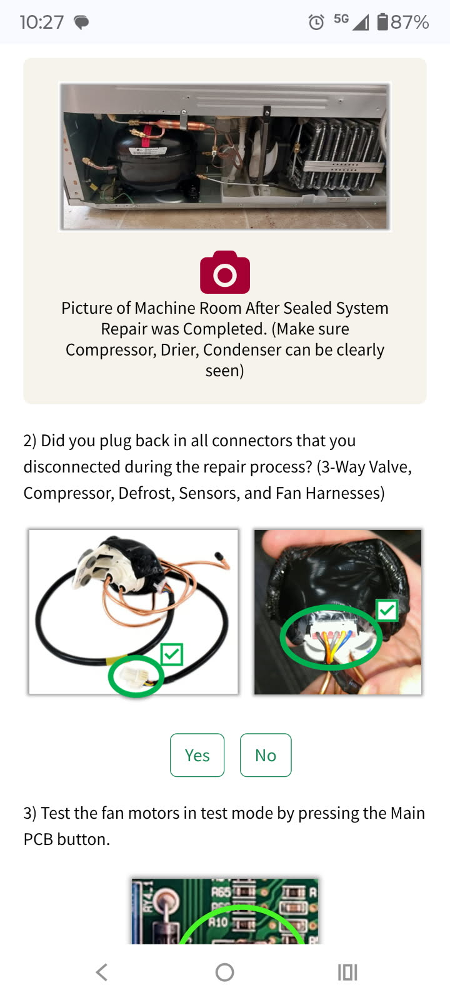 10:27
5G
87%
Picture of Machine Room After Sealed System
Repair was Completed. (Make sure
Compressor, Drier, Condenser can be clearly
seen)
2) Did you plug back in all connectors that you
disconnected during the repair process? (3-Way Valve,
Compressor, Defrost, Sensors, and Fan Harnesses)
Yes
No
3) Test the fan motors in test mode by pressing the Main
PCB button.
RY4.1
R65
R10
R